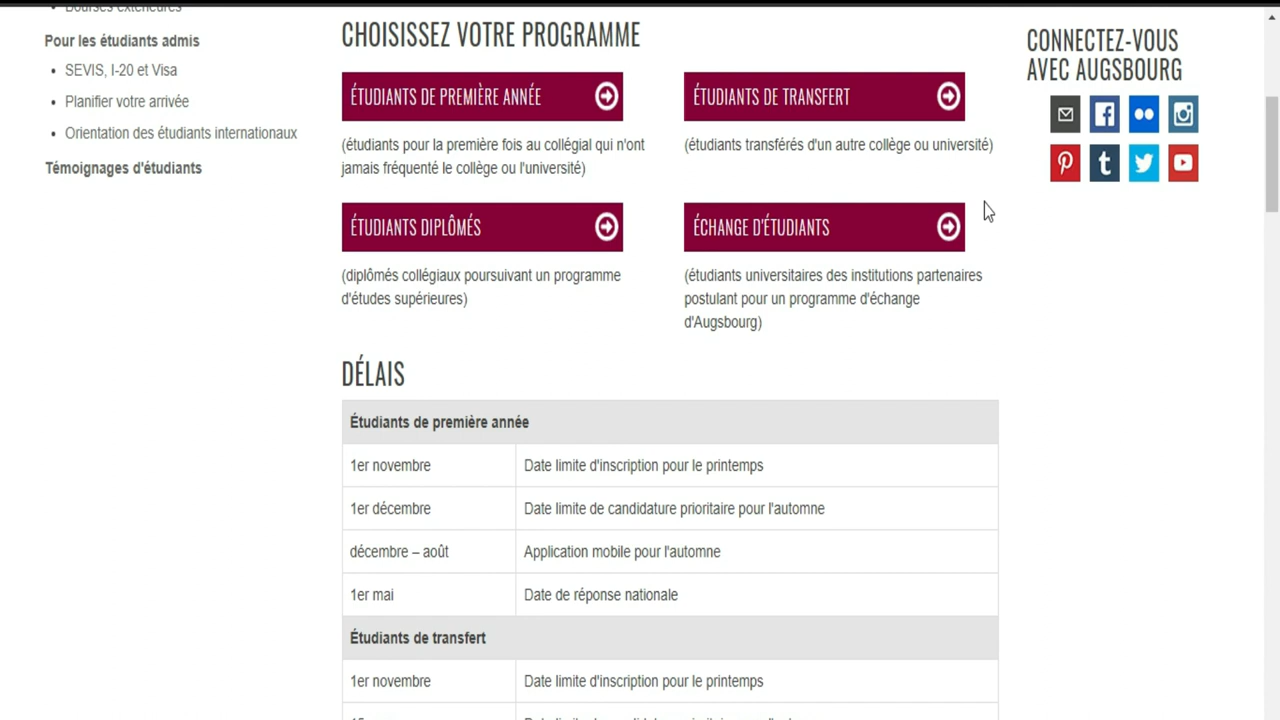 Bourses extérieures
Pour les étudiants admis
SEVIS, I-20 et Visa
Planifier votre arrivée
Orientation des étudiants internationaux
Témoignages d'étudiants
CHOISISSEZ VOTRE PROGRAMME
ÉTUDIANTS DE PREMIÈRE ANNÉE
(étudiants pour la première fois au collégial qui n'ont
jamais fréquenté le collège ou l'université)
ÉTUDIANTS DE TRANSFERT
(étudiants transférés d'un autre collège ou université)
ÉTUDIANTS DIPLÔMÉS
(diplômés collégiaux poursuivant un programme
d'études supérieures)
ÉCHANGE D'ÉTUDIANTS
(étudiants universitaires des institutions partenaires
postulant pour un programme d'échange
d'Augsbourg)
DÉLAIS
Étudiants de première année
1er novembre Date limite d'inscription pour le printemps
1er décembre Date limite de candidature prioritaire pour l'automne
décembre – août Application mobile pour l'automne
1er mai Date de réponse nationale
Étudiants de transfert
1er novembre Date limite d'inscription pour le printemps
CONNECTEZ-VOUS
AVEC AUGSBOURG